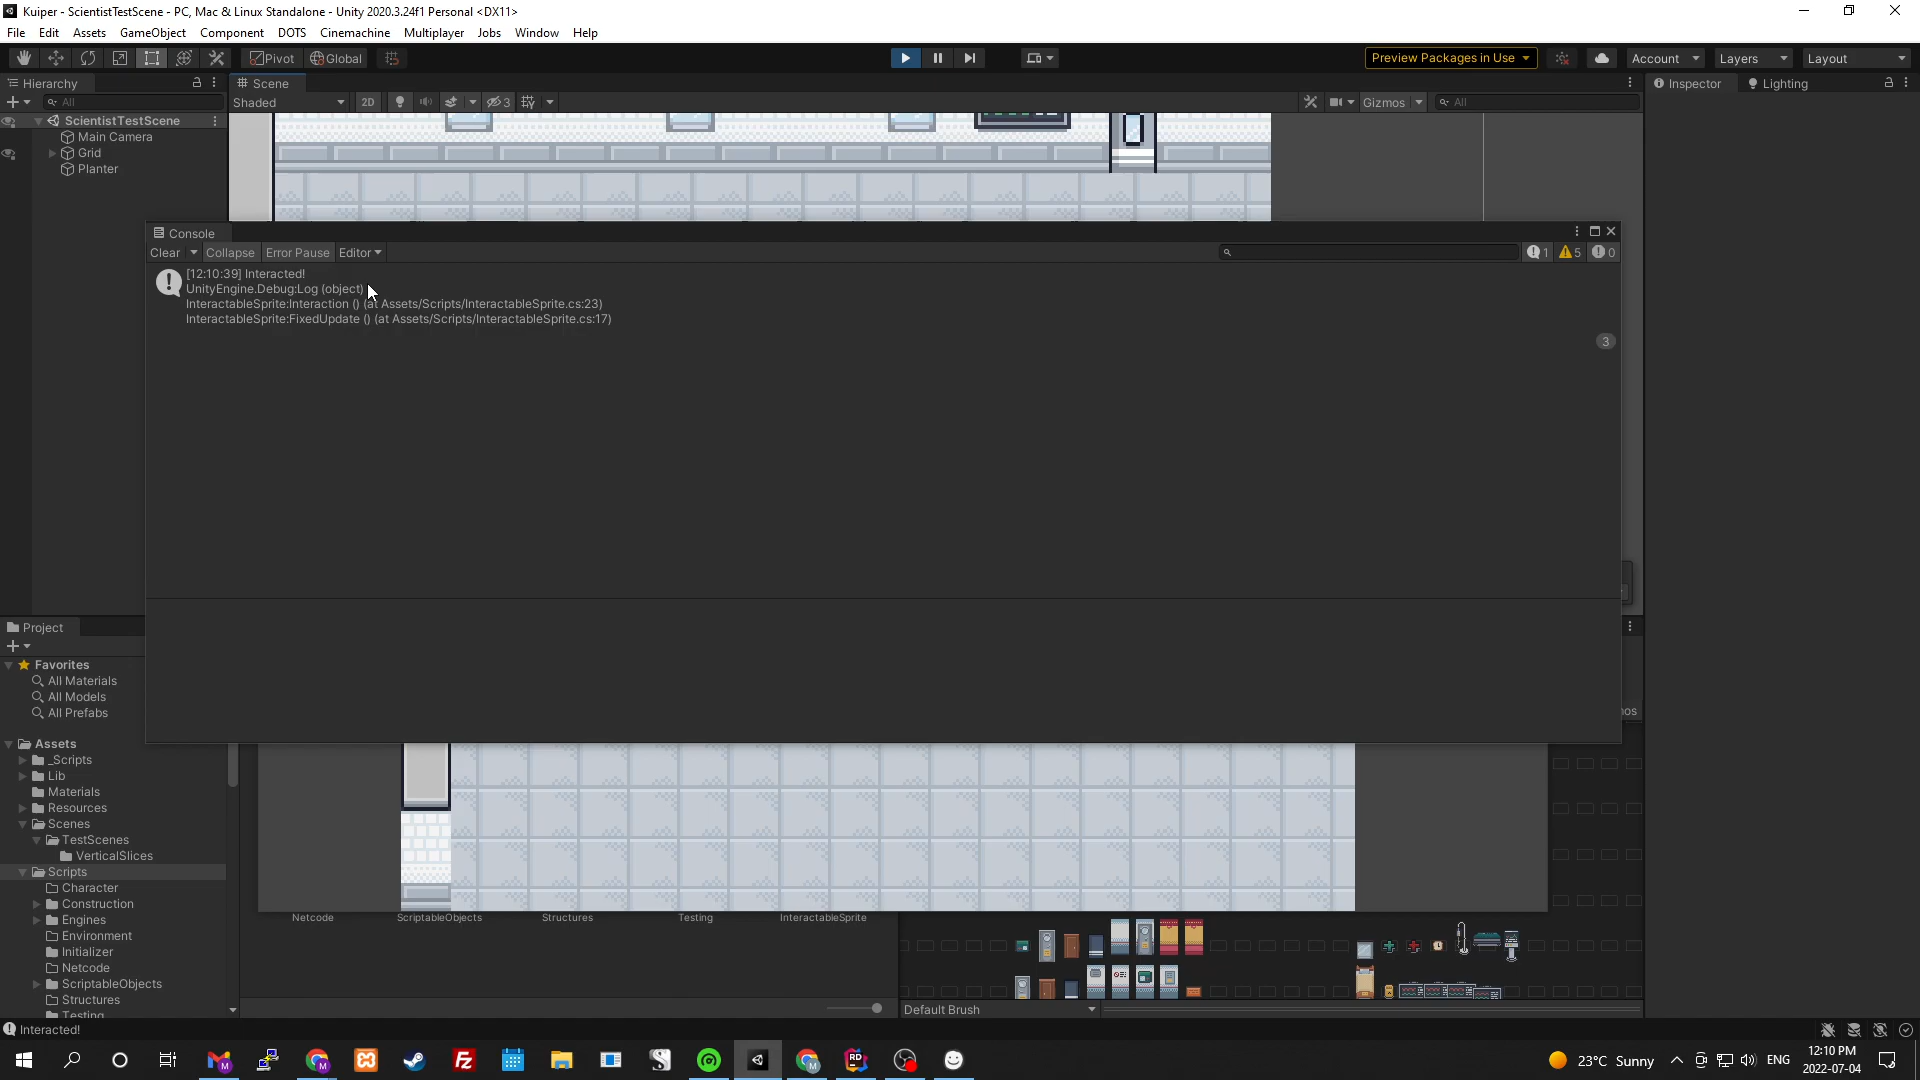 Kuiper - ScientistTestScene - PC, Mac & Linux Standalone - Unity 2020.3.24f1 Personal <DX11>
File Edit Assets GameObject Component DOTS Cinemachine Multiplayer Jobs Window Help
Pivot Global Preview Packages in Use Account Layers Layout
Hierarchy Scene Inspector Lighting
All Shaded 2D 3 Gizmos All
ScientistTestScene
Main Camera
Grid
Planter
Console
Clear Collapse Error Pause Editor 1 5 0
[12:10:39] Interacted!
UnityEngine.Debug:Log (object)
InteractableSprite:Interaction () (at Assets/Scripts/InteractableSprite.cs:23)
InteractableSprite:FixedUpdate () (at Assets/Scripts/InteractableSprite.cs:17)
3
Project
Favorites
All Materials
All Models
All Prefabs
Assets
_Scripts
Lib
Materials
Resources
Scenes
TestScenes
VerticalSlices
Scripts
Character
Construction
Engines
Environment
Initializer
Netcode
ScriptableObjects
Structures
Testing
Netcode ScriptableObjects Structures Testing InteractableSprite
Default Brush
Interacted!
23°C Sunny ENG 12:10 PM
2022-07-04